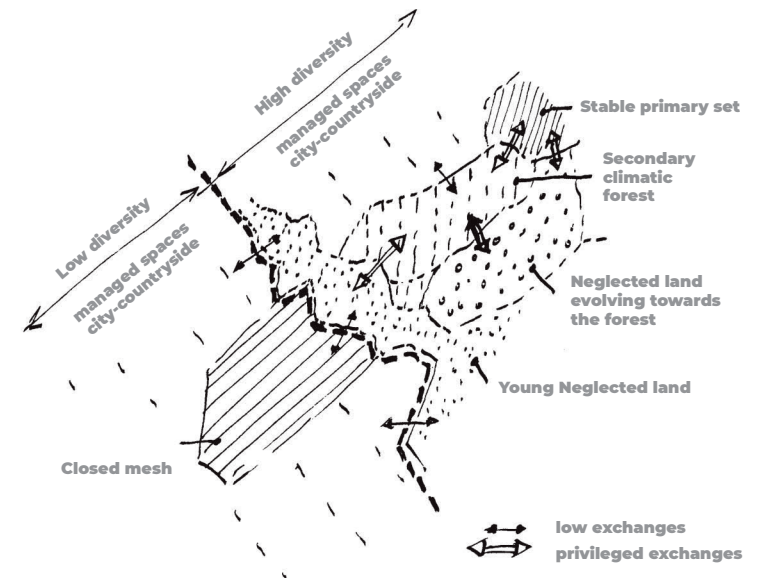 High diversity
managed spaces
city-countryside
Low diversity
managed spaces
city-countryside
Stable primary set
Secondary
climatic
forest
Neglected land
evolving towards
the forest
Young Neglected land
Closed mesh
low exchanges
privileged exchanges